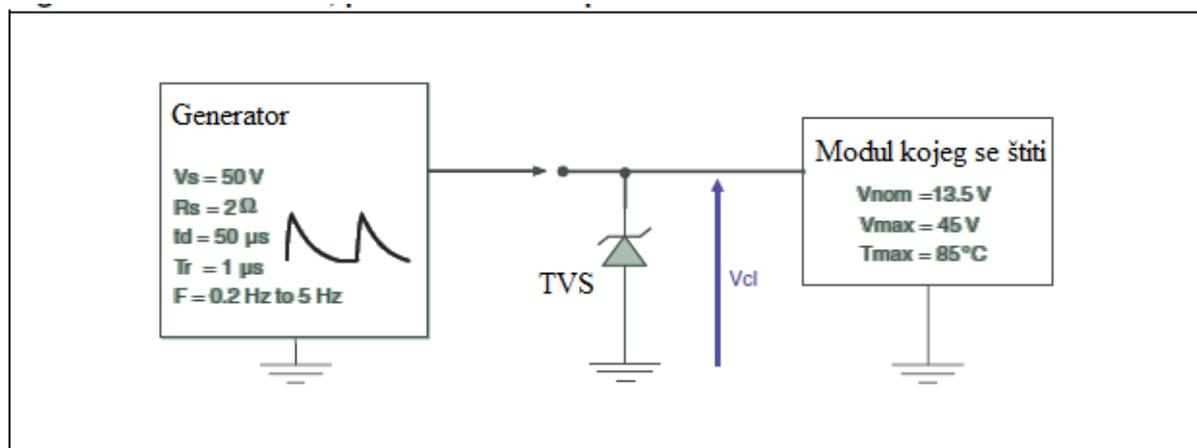 Generator
Vs = 50 V
Rs = 2 Ω
td = 50 µs
Tr = 1 µs
F = 0.2 Hz to 5 Hz
TVS
Vcl
Modul kojeg se štiti
Vnom =13.5 V
Vmax = 45 V
Tmax = 85°C